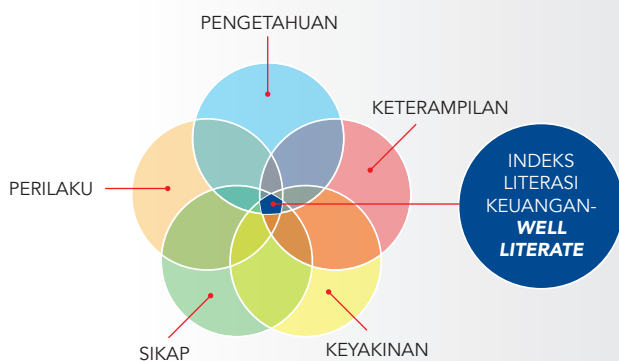 PENGETAHUAN
KETERAMPILAN
INDEKS
LITERASI
KEUANGAN-
WELL
LITERATE
PERILAKU
SIKAP
KEYAKINAN